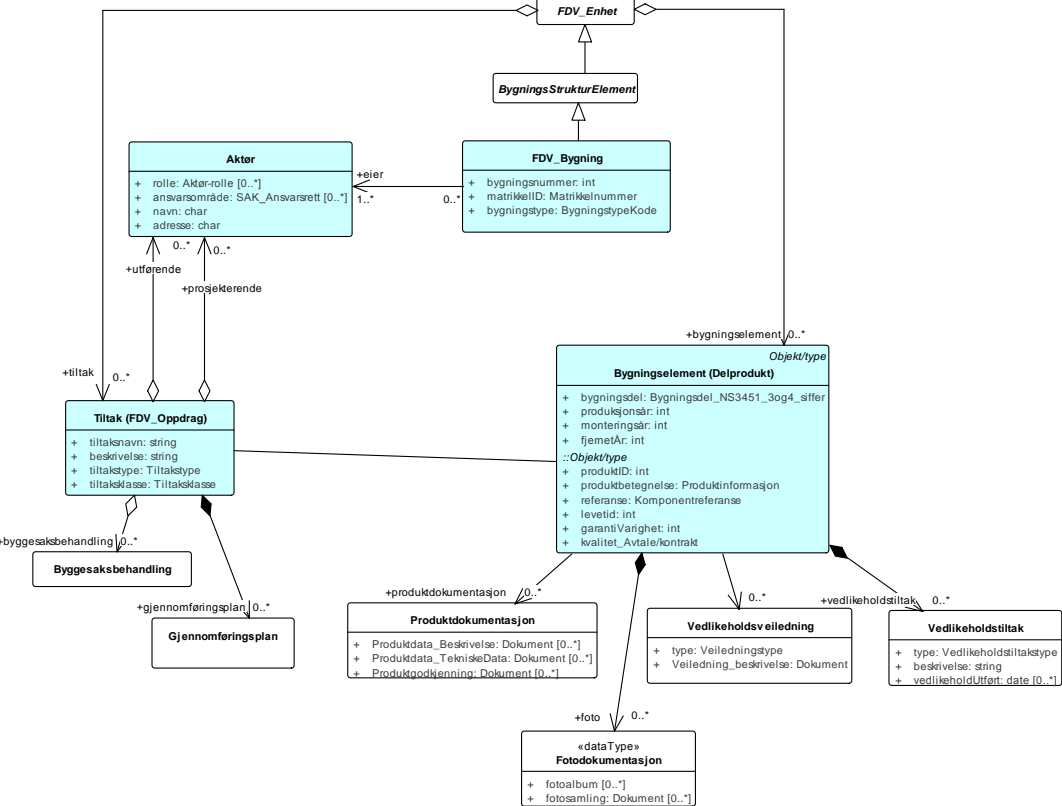 FDV_Enhet
BygningsStrukturElement
Aktør
+ rolle: Aktør-rolle [0..*]
+ ansvarsområde: SAK_Ansvarsrett [0..*]
+ navn: char
+ adresse: char
+eier
1..*
0..*
FDV_Bygning
+ bygningsnummer: int
+ matrikkelID: Matrikkelnummer
+ bygningstype: BygningstypeKode
0..*
0..*
+utførende
+prosjekterende
+tiltak
0..*
+bygningselement
0..*
Tiltak (FDV_Oppdrag)
+ tiltaksnavn: string
+ beskrivelse: string
+ tiltakstype: Tiltakstype
+ tiltaksklasse: Tiltaksklasse
Objekt/type
Bygningselement (Delprodukt)
+ bygningsdel: Bygningsdel_NS3451_3og4_siffer
+ produksjonsår: int
+ monteringsår: int
+ fjernetÅr: int
::Objekt/type
+ produktID: int
+ produktbetegnelse: Produktinformasjon
+ referanse: Komponentreferanse
+ levetid: int
+ garantiVarighet: int
+ kvalitet_Avtale/kontrakt
+byggesaksbehandling
0..*
Byggesaksbehandling
+gjennomføringsplan
0..*
Gjennomføringsplan
+produktdokumentasjon
0..*
Produktdokumentasjon
+ Produktdata_Beskrivelse: Dokument [0..*]
+ Produktdata_TekniskeData: Dokument [0..*]
+ Produktgodkjenning: Dokument [0..*]
0..*
Vedlikeholdsveiledning
+ type: Veiledningstype
+ Veiledning_beskrivelse: Dokument
+vedlikeholdstiltak
0..*
Vedlikeholdstiltak
+ type: Vedlikeholdstiltakstype
+ beskrivelse: string
+ vedlikeholdUtført: date [0..*]
+foto
0..*
«dataType»
Fotodokumentasjon
+ fotoalbum [0..*]
+ fotosamling: Dokument [0..*]